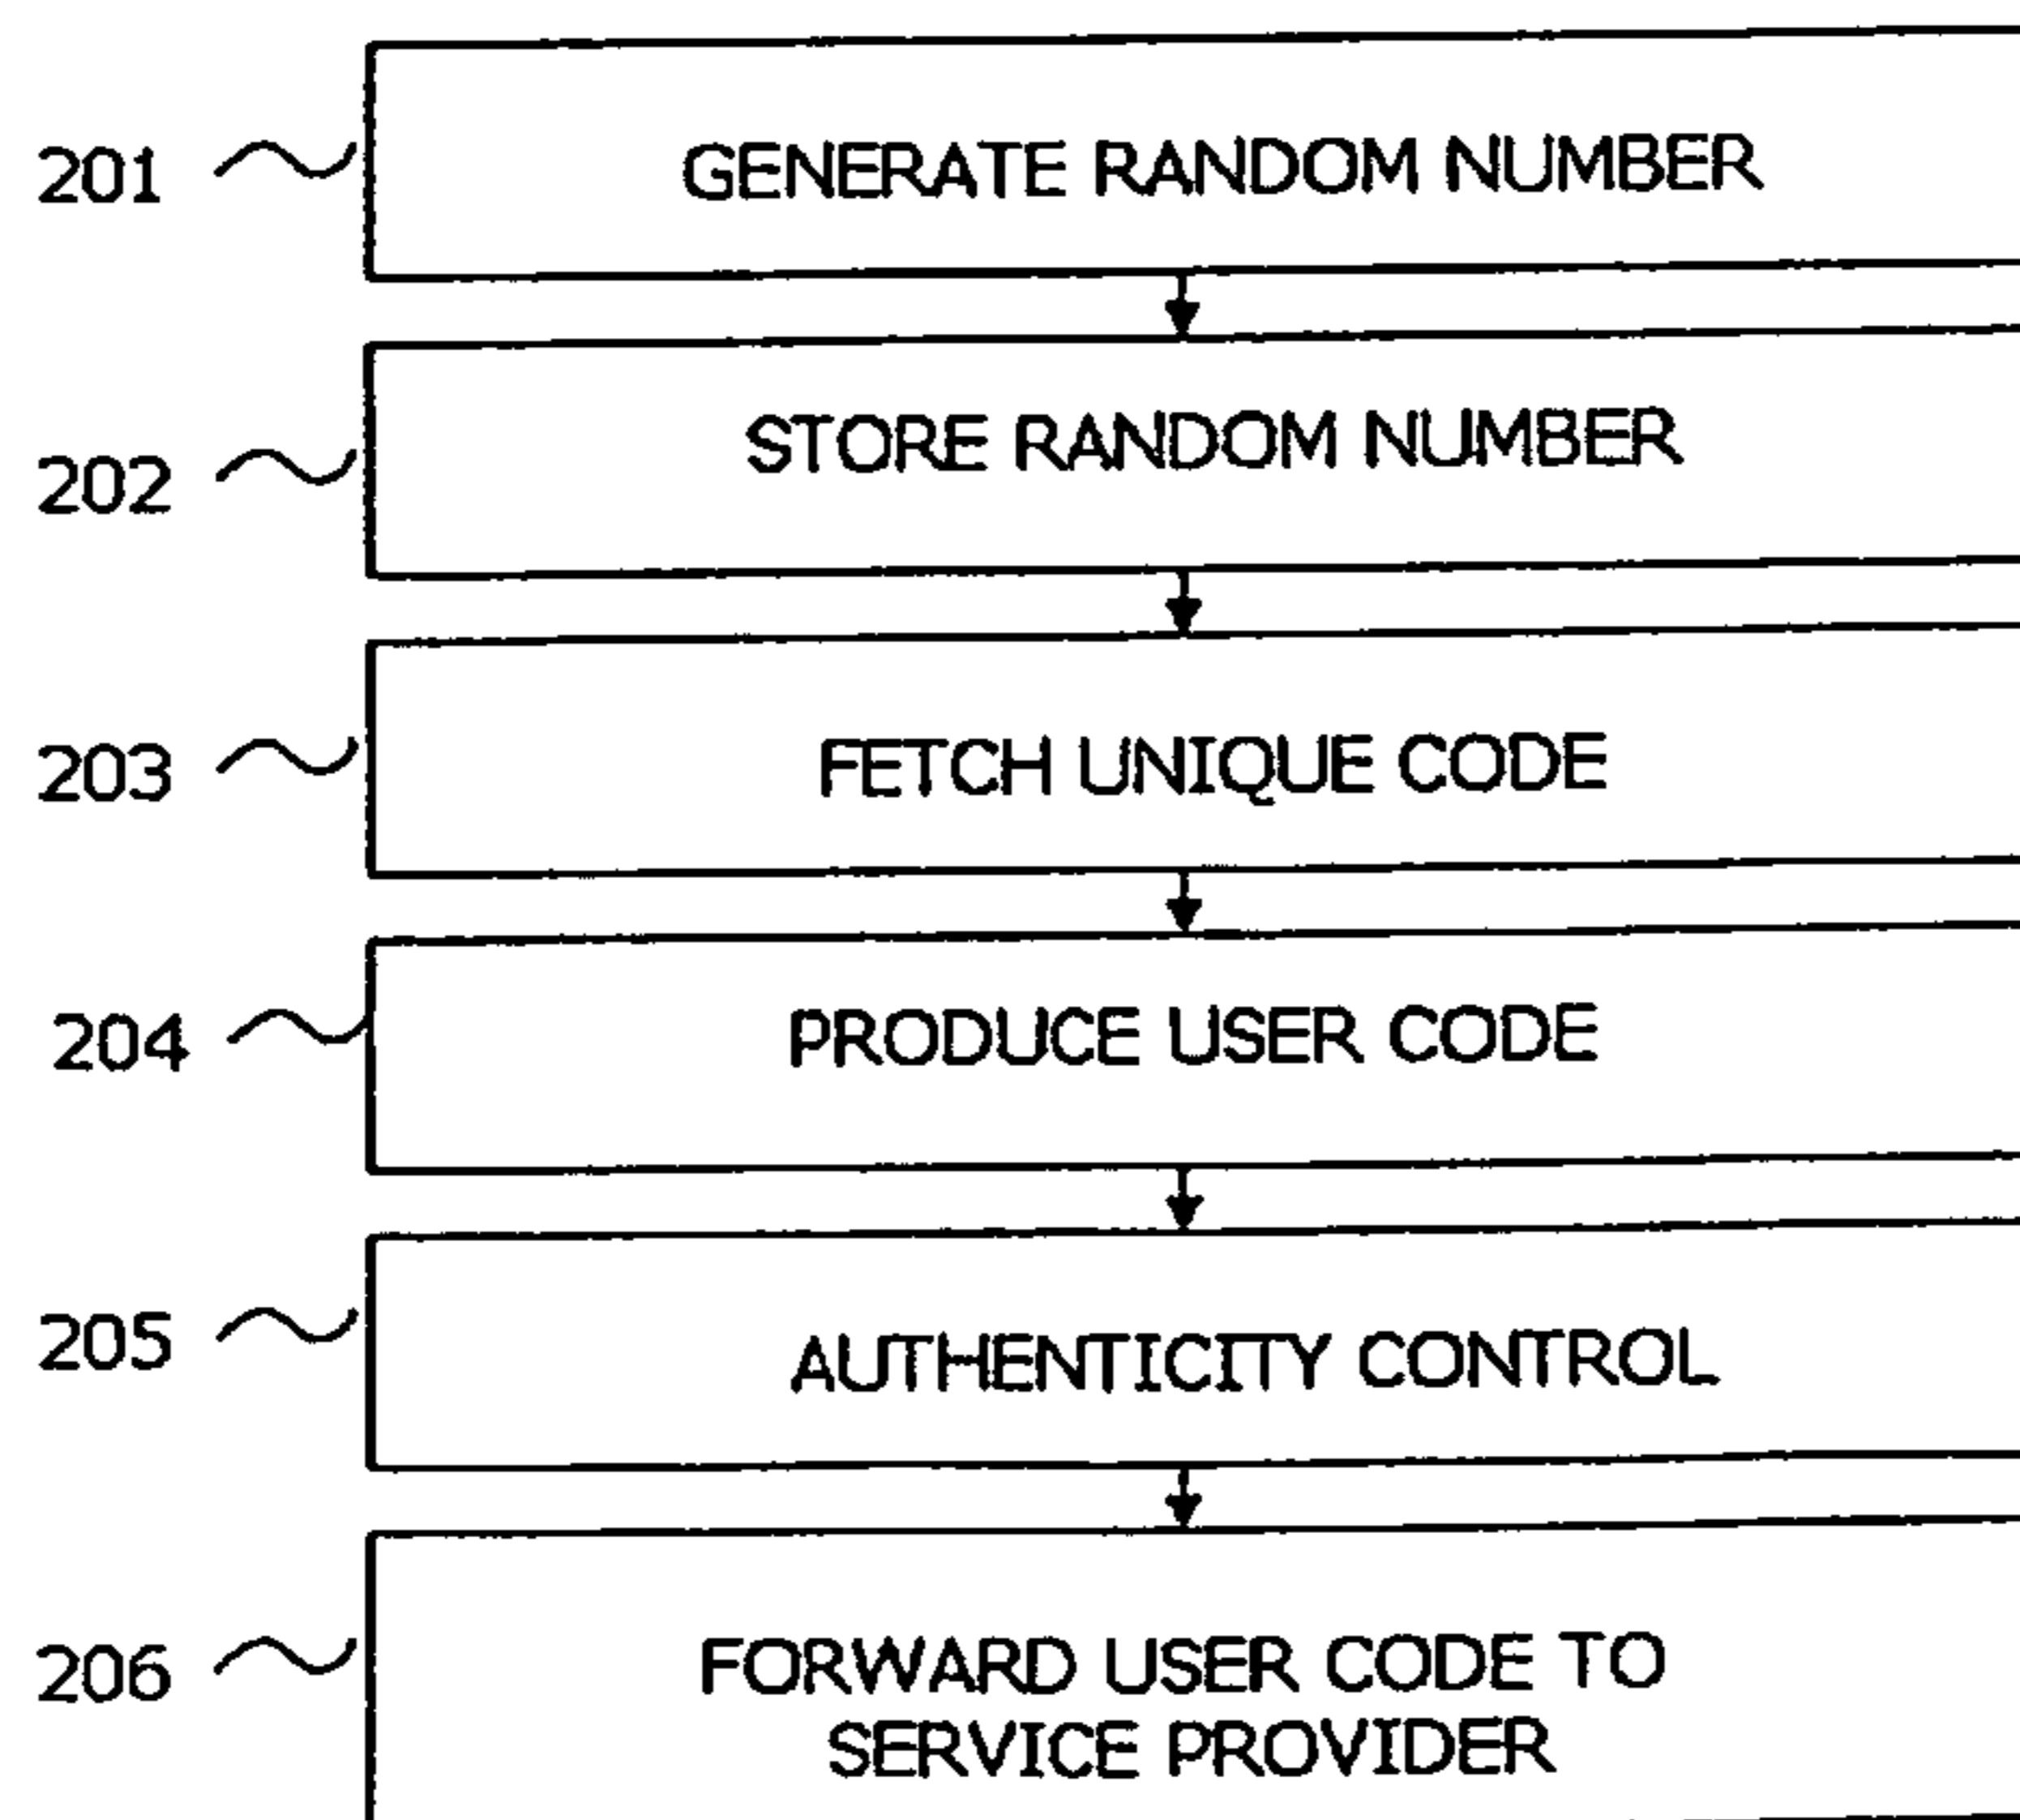 201 GENERATE RANDOM NUMBER
202 STORE RANDOM NUMBER
203 FETCH UNIQUE CODE
204 PRODUCE USER CODE
205 AUTHENTICITY CONTROL
206 FORWARD USER CODE TO
SERVICE PROVIDER